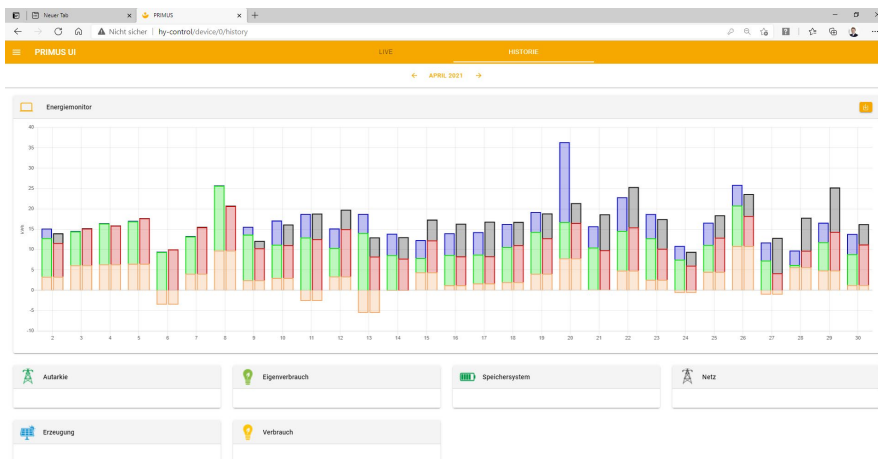 Neuer Tab
PRIMUS
Nicht sicher | hy-control/device/0/history
PRIMUS UI
LIVE
HISTORIE
← APRIL 2021 →
Energiemonitor
40
35
30
25
20
15
10
5
0
-5
-10
kWh
2 3 4 5 6 7 8 9 10 11 12 13 14 15 16 17 18 19 20 21 22 23 24 25 26 27 28 29 30
Autarkie
Eigenverbrauch
Speichersystem
Netz
Erzeugung
Verbrauch